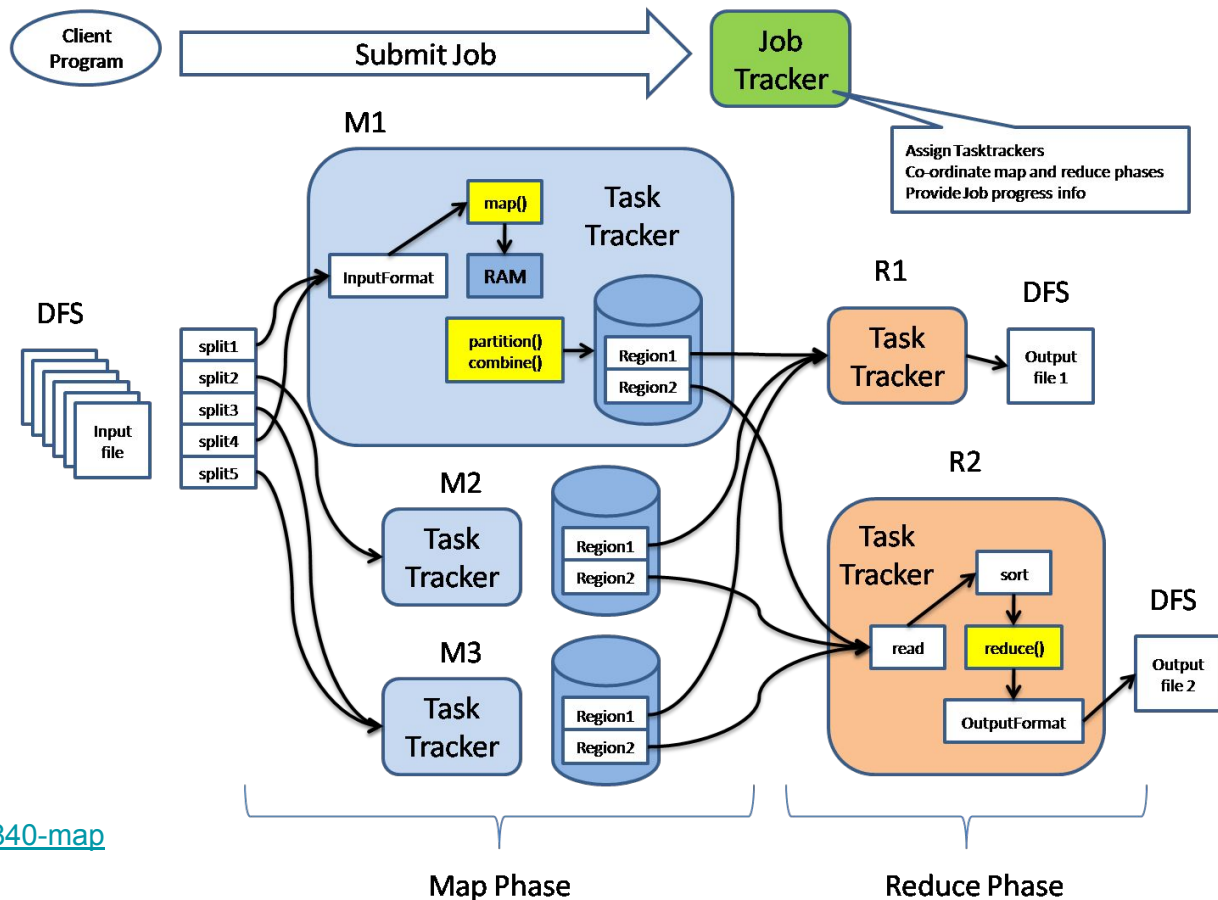 Client
Program
Submit Job
Job
Tracker
Assign Tasktrackers
Co-ordinate map and reduce phases
Provide Job progress info
M1
map()
Task
Tracker
InputFormat
RAM
partition()
combine()
Region1
Region2
DFS
Input
file
split1
split2
split3
split4
split5
M2
Task
Tracker
Region1
Region2
M3
Task
Tracker
Region1
Region2
R1
Task
Tracker
DFS
Output
file 1
R2
Task
Tracker
sort
read
reduce()
OutputFormat
DFS
Output
file 2
340-map
Map Phase
Reduce Phase